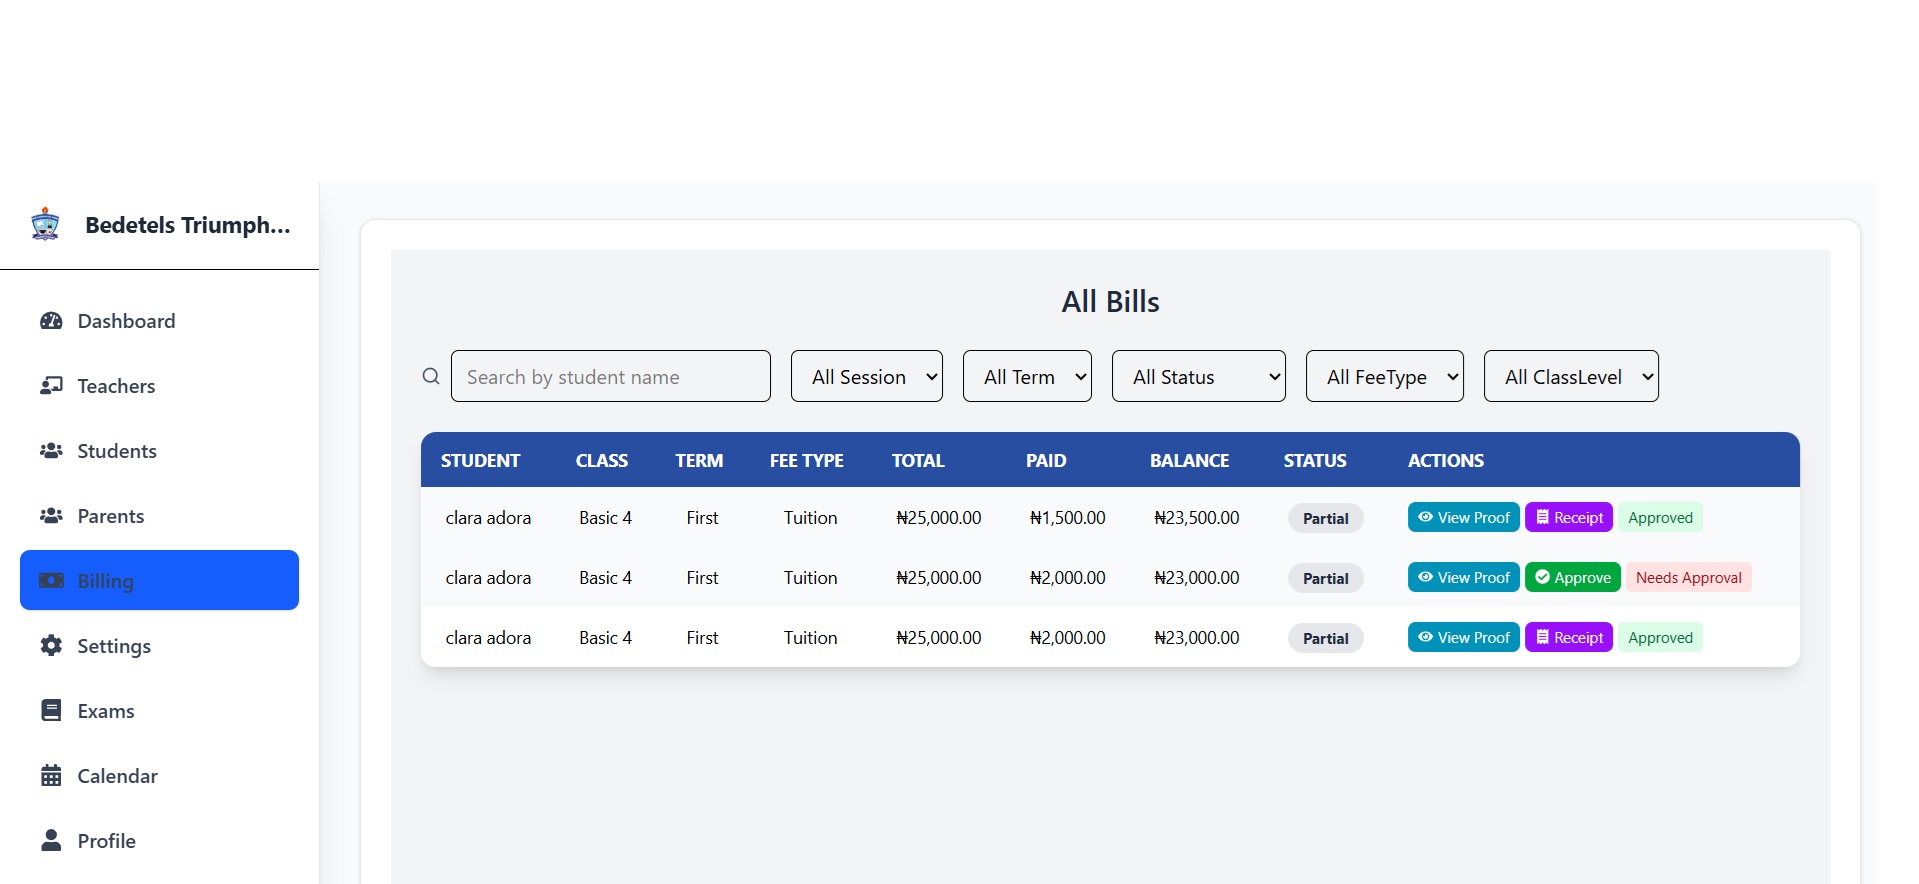 Bedetels Triumph...
Dashboard
Teachers
Students
Parents
Billing
Settings
Exams
Calendar
Profile
All Bills
Search by student name All Session All Term All Status All FeeType All ClassLevel
STUDENT CLASS TERM FEE TYPE TOTAL PAID BALANCE STATUS ACTIONS
clara adora Basic 4 First Tuition ₦25,000.00 ₦1,500.00 ₦23,500.00 Partial View Proof Receipt Approved
clara adora Basic 4 First Tuition ₦25,000.00 ₦2,000.00 ₦23,000.00 Partial View Proof Approve Needs Approval
clara adora Basic 4 First Tuition ₦25,000.00 ₦2,000.00 ₦23,000.00 Partial View Proof Receipt Approved